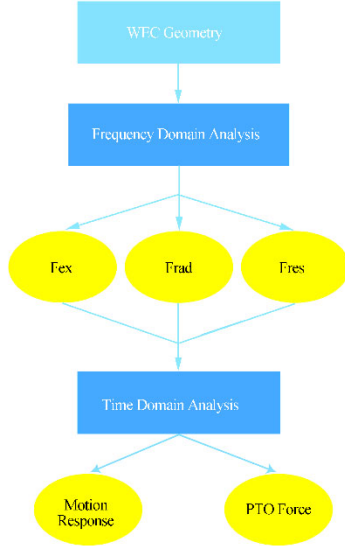 WEC Geometry
Frequency Domain Analysis
Fex
Frad
Fres
Time Domain Analysis
Motion
Response
PTO Force